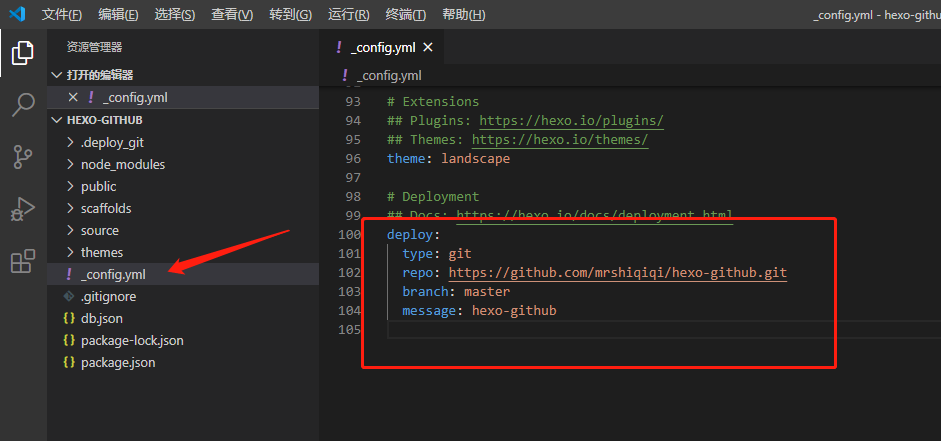 文件(F) 编辑(E) 选择(S) 查看(V) 转到(G) 运行(R) 终端(T) 帮助(H) _config.yml - hexo-githu
资源管理器
打开的编辑器
_config.yml
HEXO-GITHUB
.deploy_git
node_modules
public
scaffolds
source
themes
_config.yml
.gitignore
db.json
package-lock.json
package.json
_config.yml
_config.yml
93 # Extensions
94 ## Plugins: https://hexo.io/plugins/
95 ## Themes: https://hexo.io/themes/
96 theme: landscape
97
98 # Deployment
99 ## Docs: https://hexo.io/docs/deployment.html
100 deploy:
101 type: git
102 repo: https://github.com/mrshiqiqi/hexo-github.git
103 branch: master
104 message: hexo-github
105